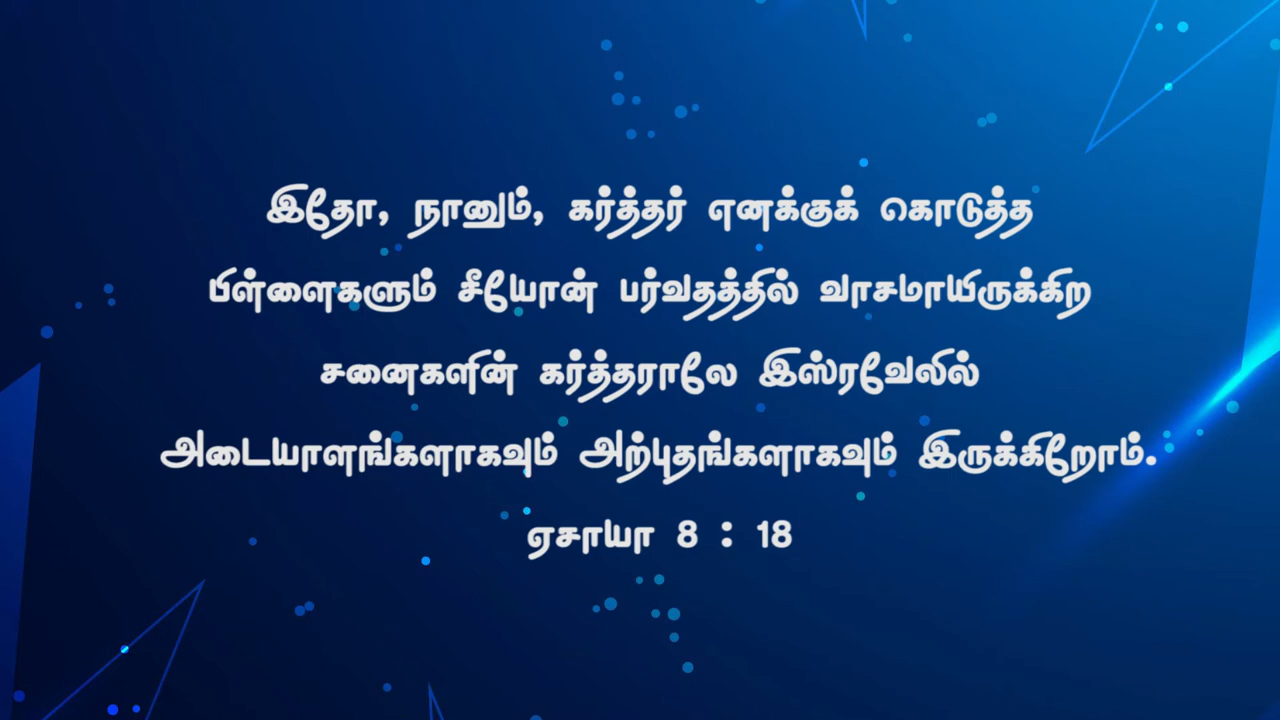 இதோ, நானும், கர்த்தர் எனக்குக் கொடுத்த
பிள்ளைகளும் சீயோன் பர்வதத்தில் வாசமாயிருக்கிற
சனைகளின் கர்த்தராலே இஸ்ரவேலில்
அடையாளங்களாகவும் அற்புதங்களாகவும் இருக்கிறோம்.
ஏசாயா 8 : 18